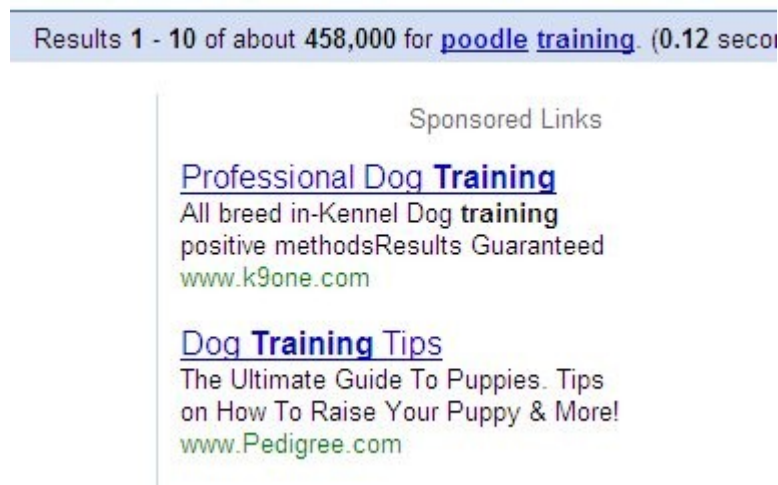 Results 1 - 10 of about 458,000 for poodle training. (0.12
Sponsored Links
Professional Dog Training
All breed in-Kennel Dog training
positive methodsResults Guaranteed
www.k9one.com
Dog Training Tips
The Ultimate Guide To Puppies. Tips
on How To Raise Your Puppy & More!
www.Pedigree.com